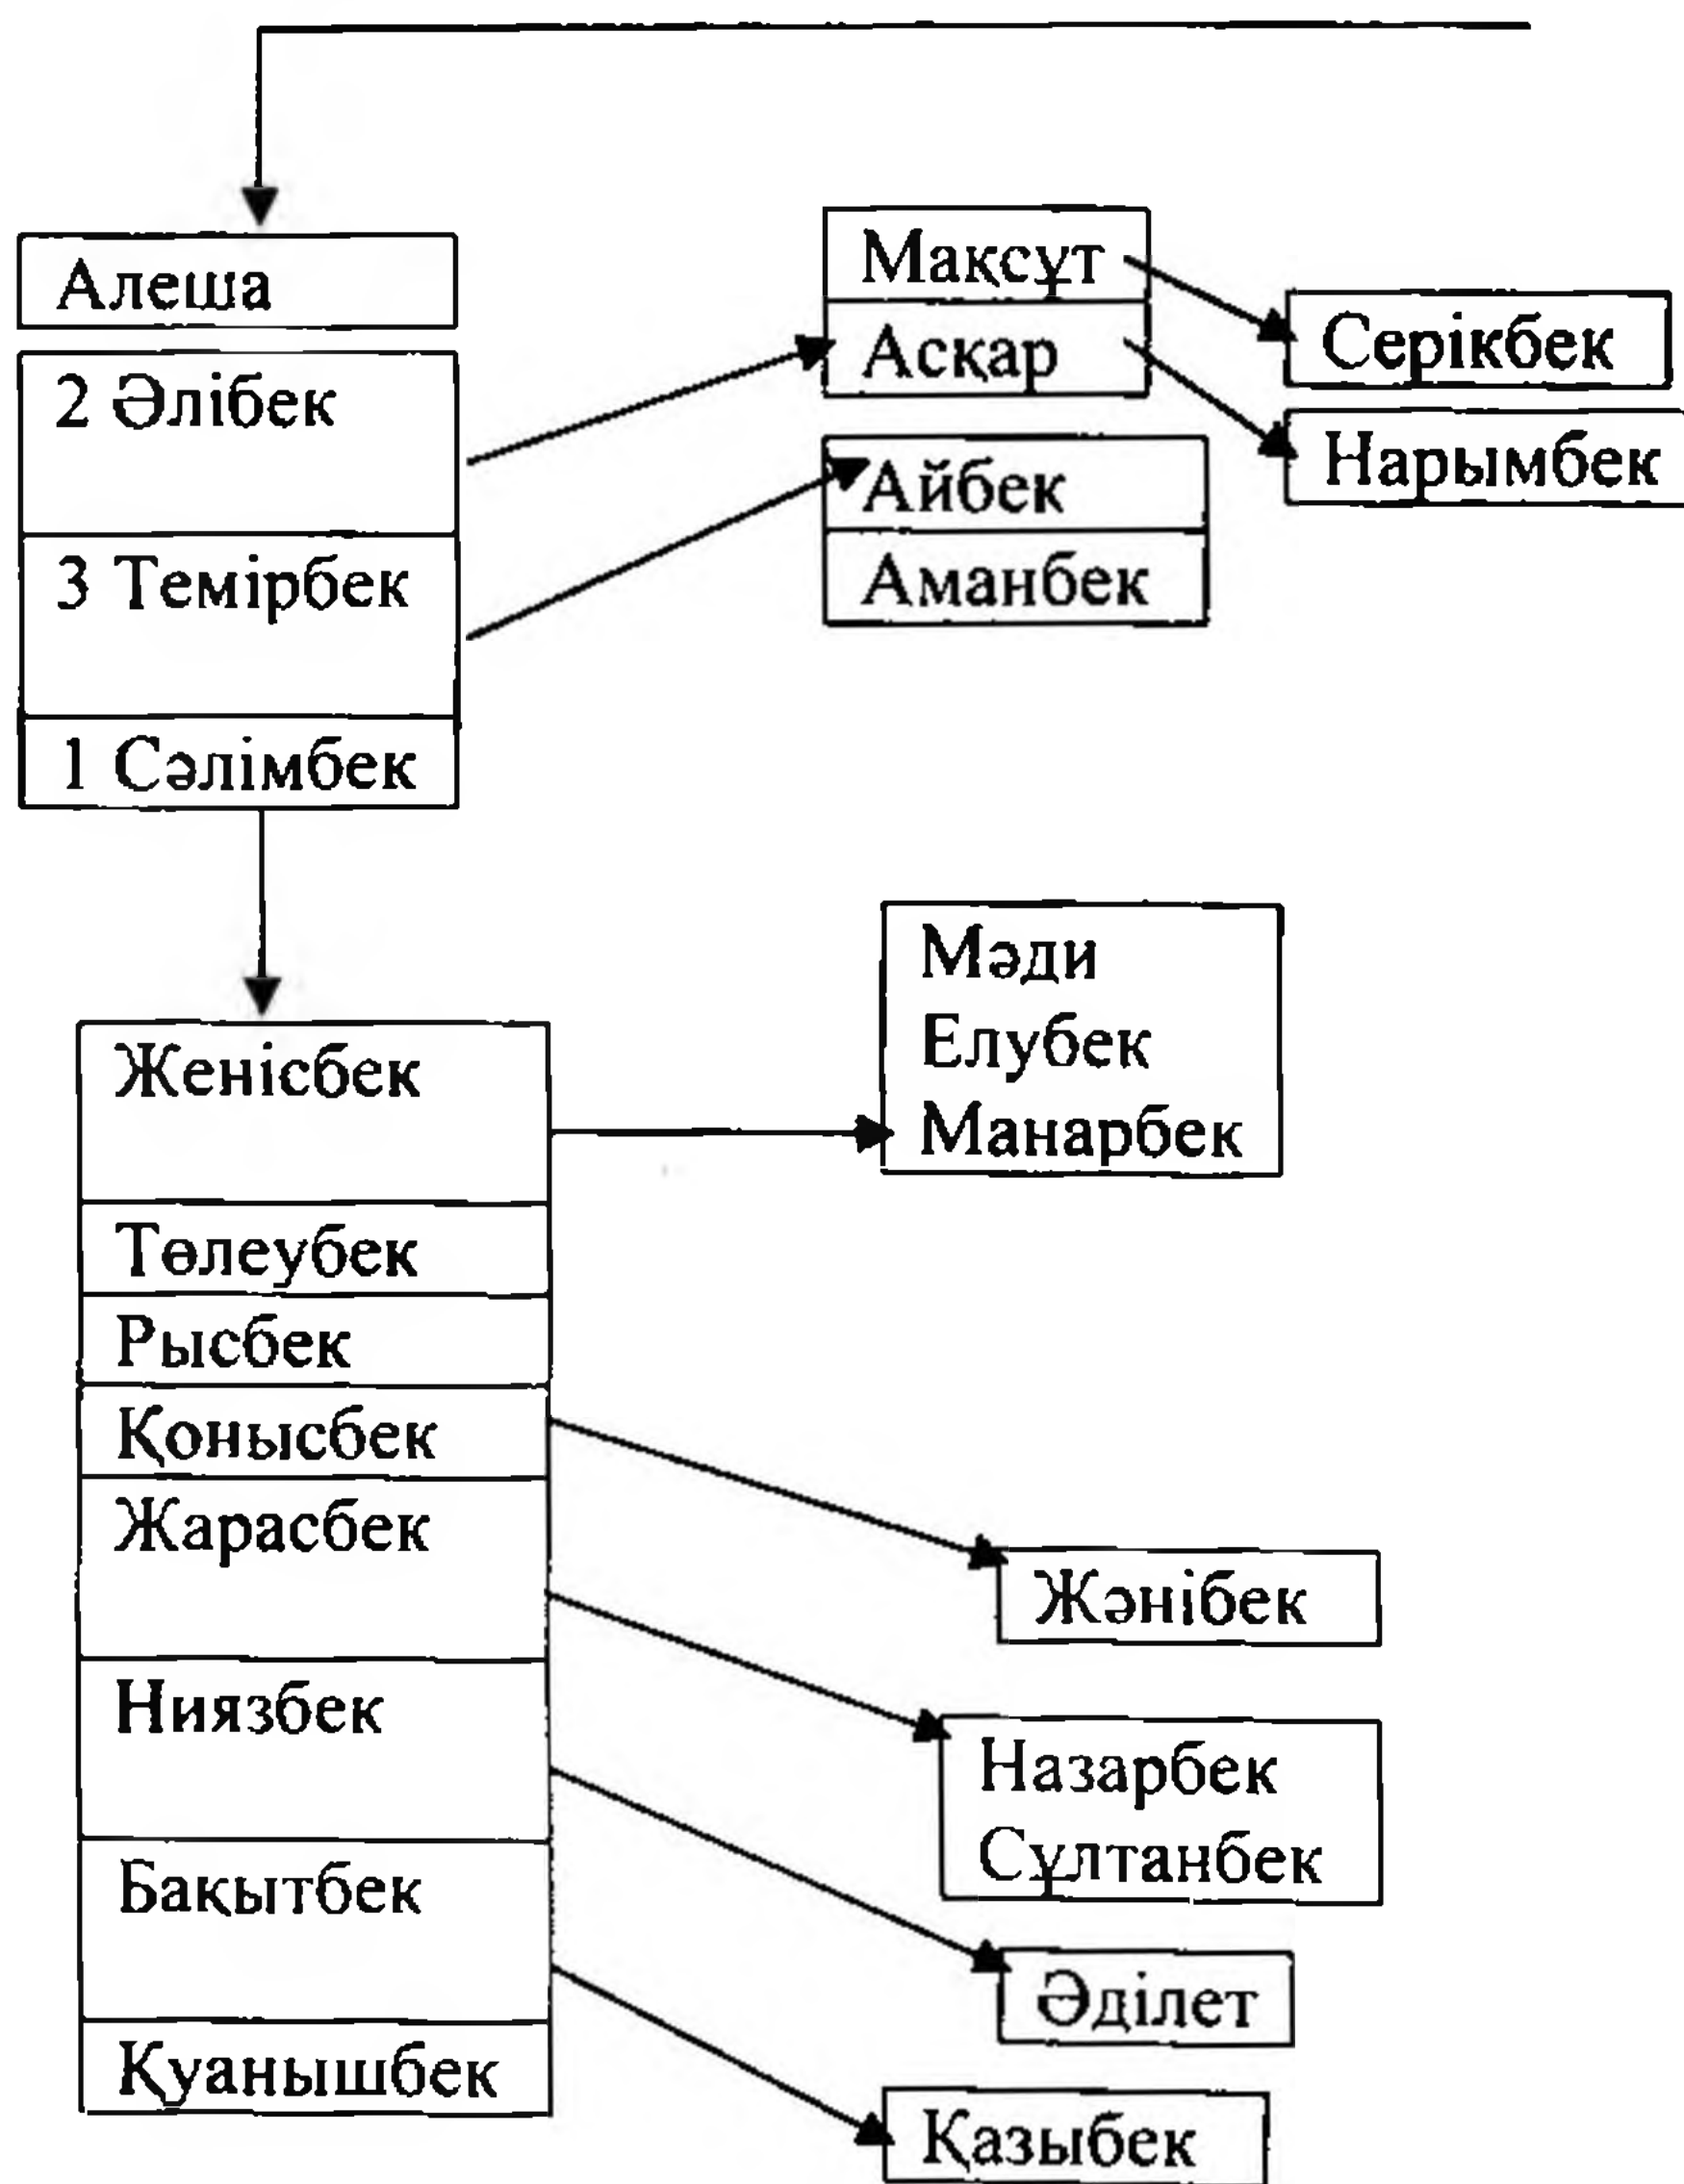 Алеша
2 Әлібек
3 Темірбек
1 Сәлімбек
Мақсұт
Асқар
Серікбек
Нарымбек
Айбек
Аманбек
Женісбек
Төлеубек
Рысбек
Қонысбек
Жарасбек
Ниязбек
Бақытбек
Қуанышбек
Мәди
Елубек
Манарбек
Жәнібек
Назарбек
Сұлтанбек
Әділет
Қазыбек